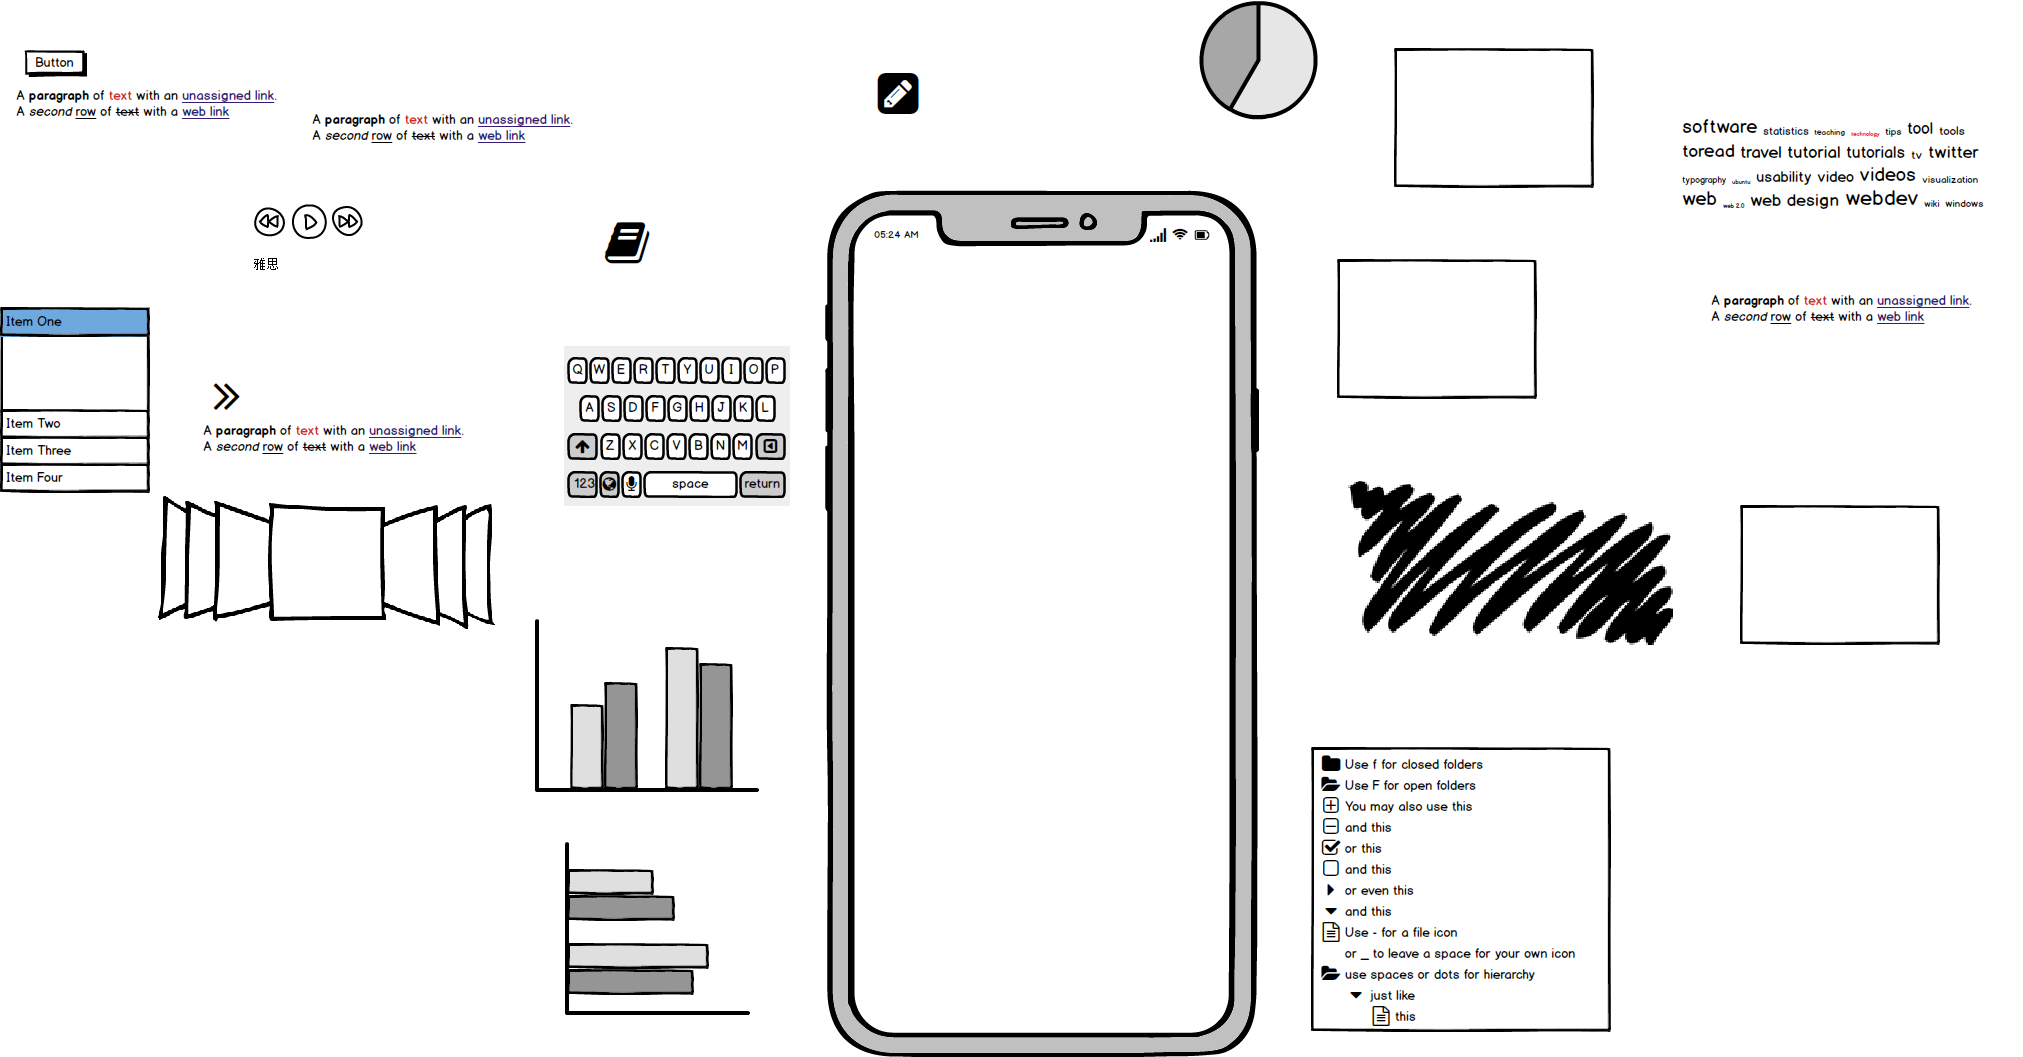 Button
A paragraph of text with an unassigned link.
A second row of text with a web link
A paragraph of text with an unassigned link.
A second row of text with a web link
雅思
Item One
Item Two
Item Three
Item Four
A paragraph of text with an unassigned link.
A second row of text with a web link
Q W E R T Y U I O P
A S D F G H J K L
Z X C V B N M
123 space return
05:24 AM
software statistics teaching technology tips tool tools
toread travel tutorial tutorials tv twitter
typography ubuntu usability video videos visualization
web web 2.0 web design webdev wiki windows
A paragraph of text with an unassigned link.
A second row of text with a web link
Use f for closed folders
Use F for open folders
You may also use this
and this
or this
and this
or even this
and this
Use - for a file icon
or _ to leave a space for your own icon
use spaces or dots for hierarchy
just like
this